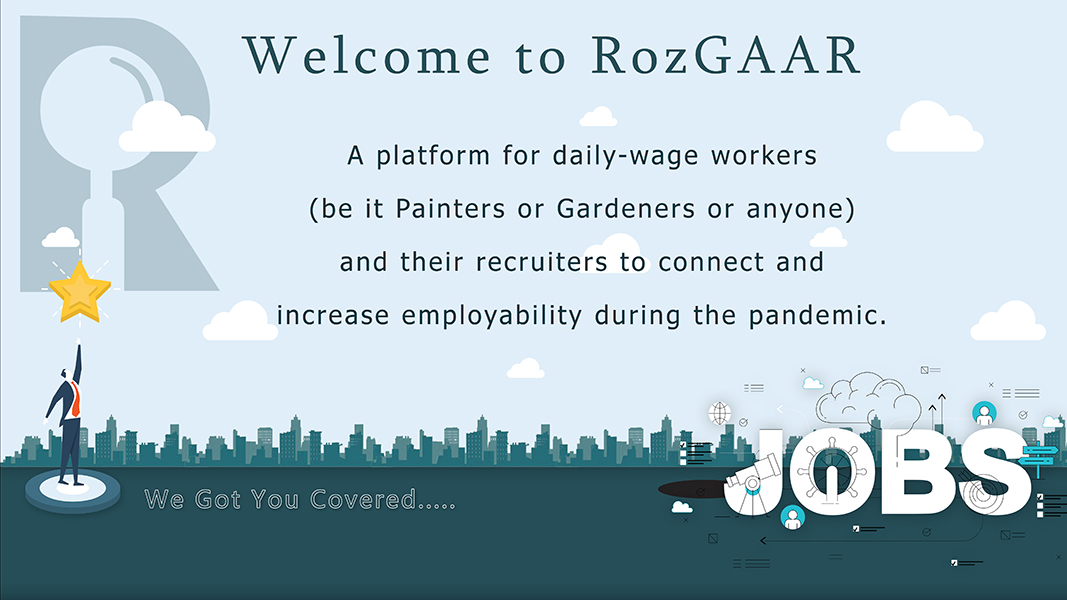 Welcome to RozGAAR
A platform for daily-wage workers
(be it Painters or Gardeners or anyone)
and their recruiters to connect and
increase employability during the pandemic.
JOBS
We Got You Covered.....